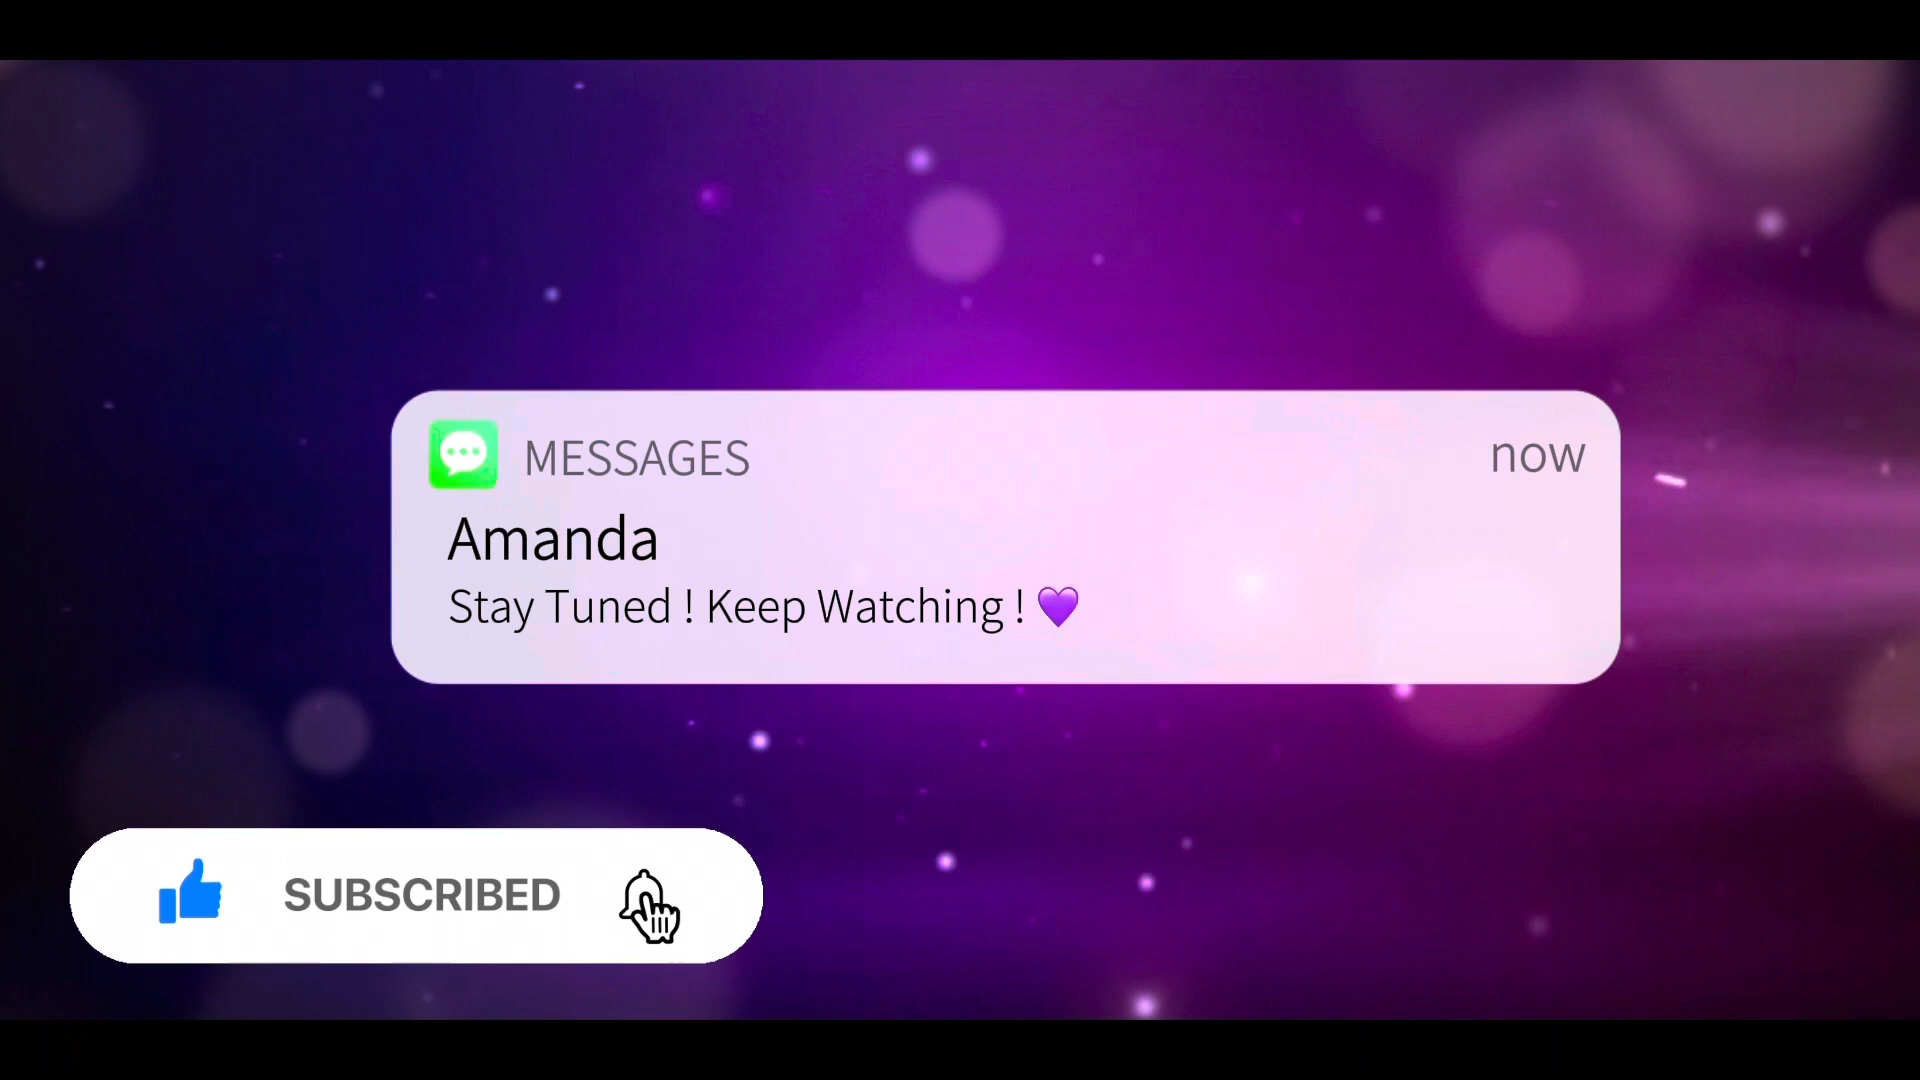 MESSAGES
now
Amanda
Stay Tuned ! Keep Watching ! 💜
SUBSCRIBED